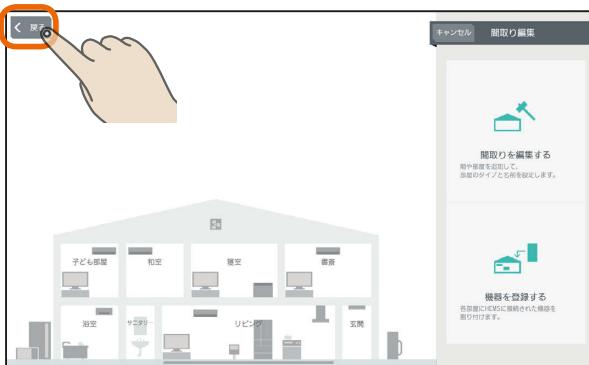 戻る
キャンセル
間取り編集
間取りを編集する
階や部屋を追加して、
部屋のタイプと名前を設定します。
子ども部屋
和室
寝室
書斎
浴室
サニタリー
リビング
玄関
機器を登録する
各部屋にHEMSに接続された機器を
割り付けます。